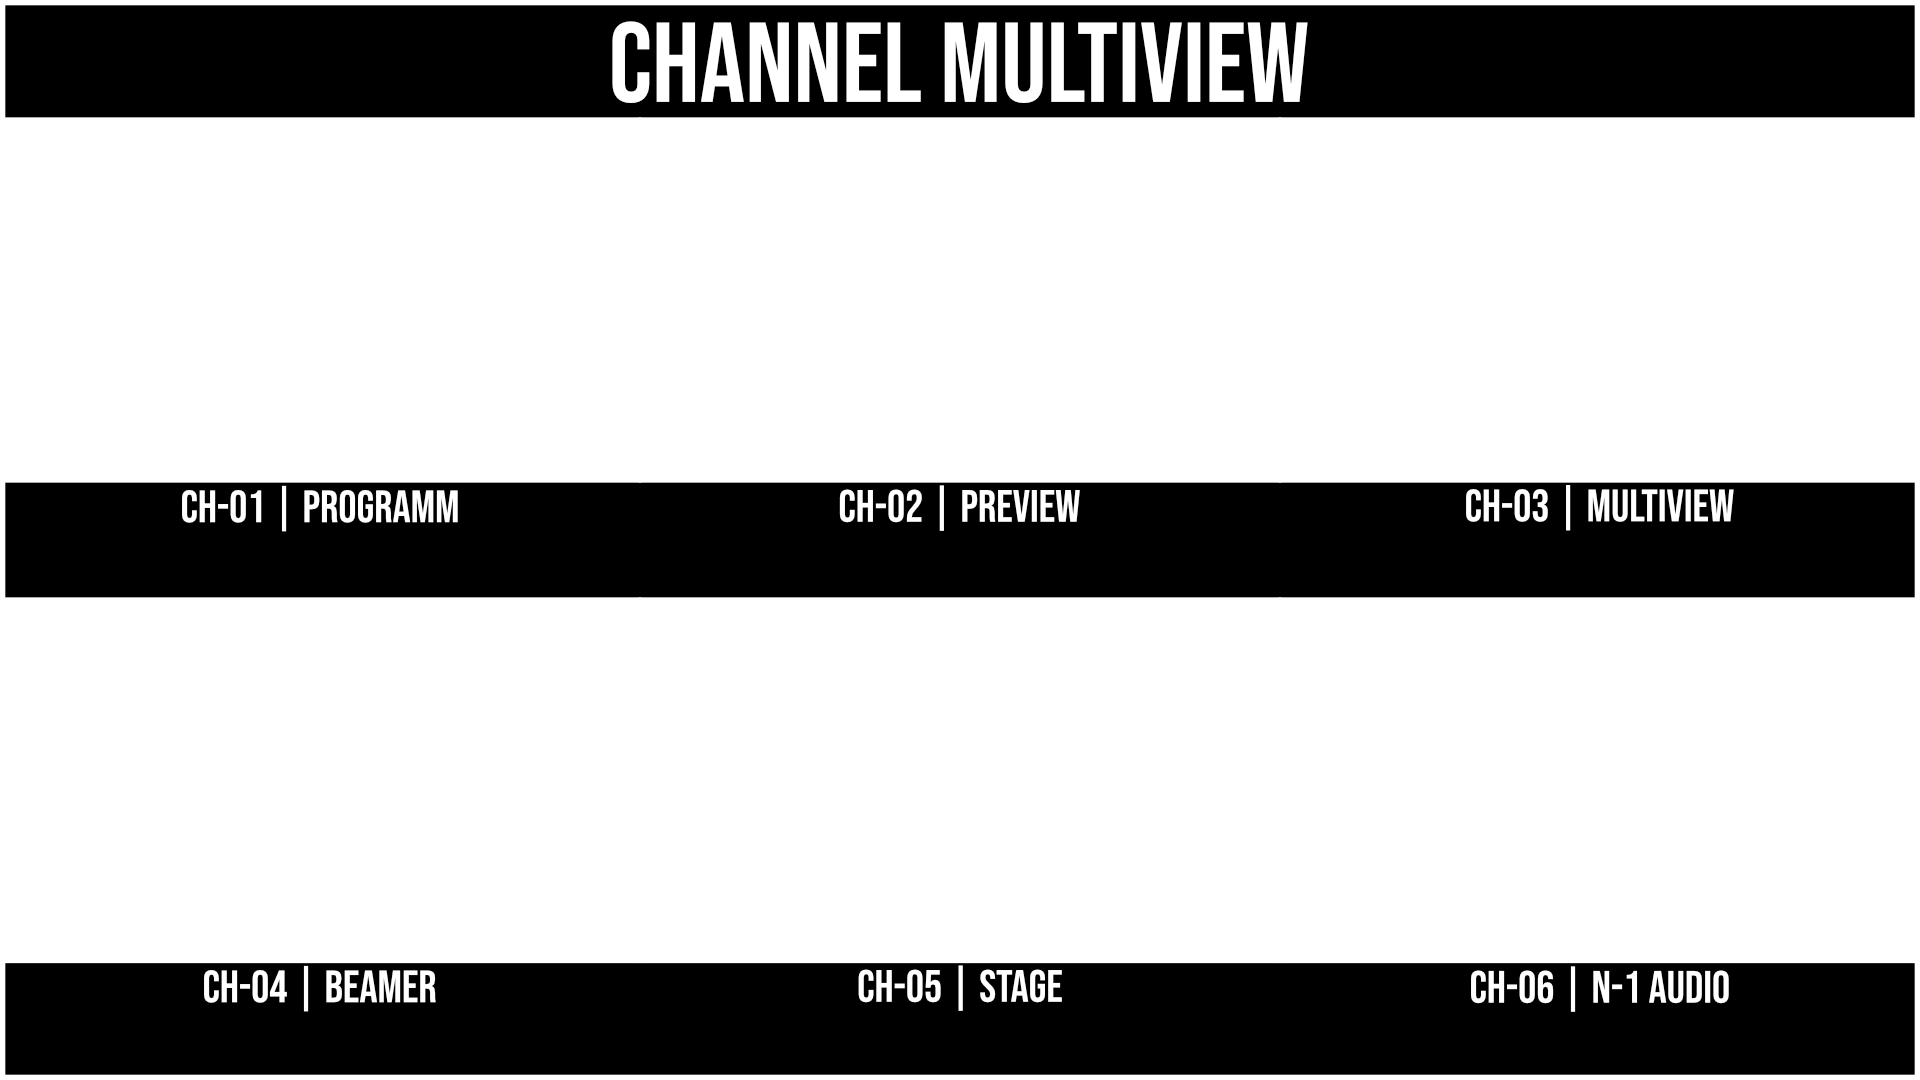 CHANNEL MULTIVIEW
CH-01 | PROGRAMM
CH-02 | PREVIEW
CH-03 | MULTIVIEW
CH-04 | BEAMER
CH-05 | STAGE
CH-06 | N-1 AUDIO